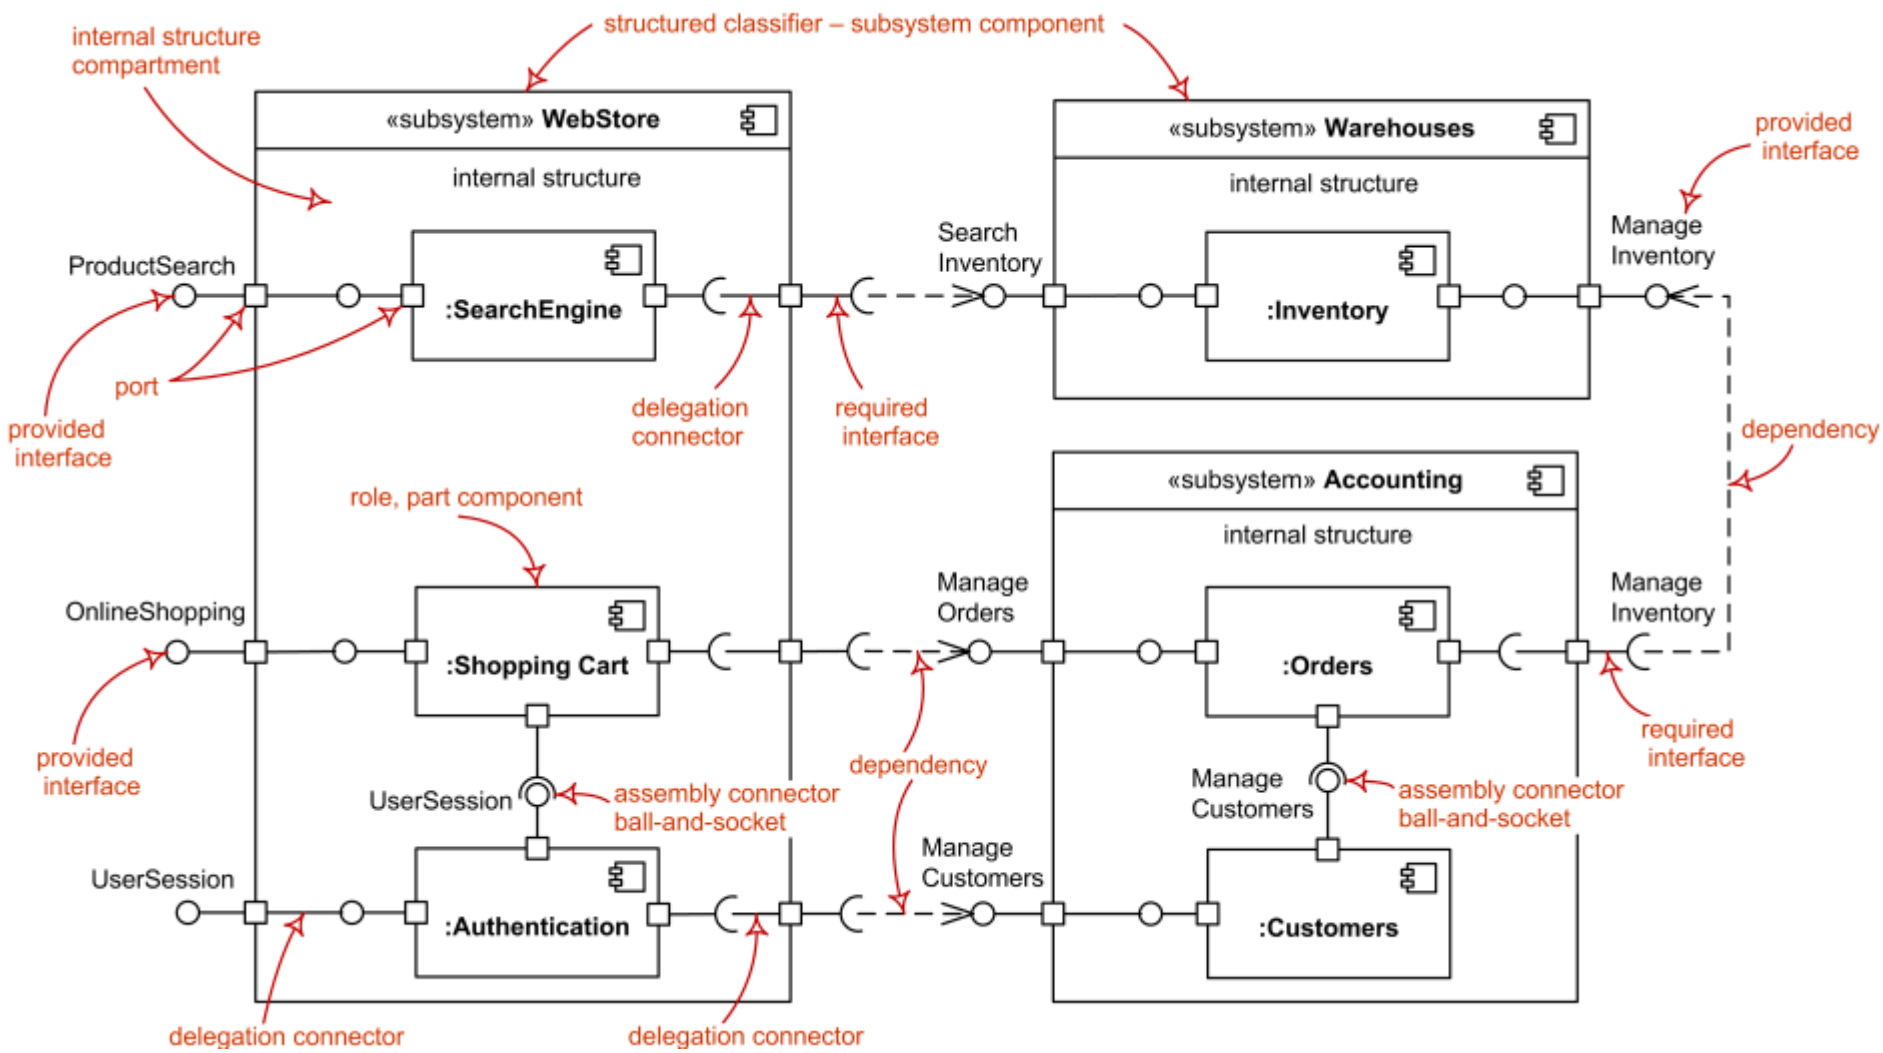 structured classifier – subsystem component
internal structure
compartment
«subsystem» WebStore
internal structure
«subsystem» Warehouses
internal structure
provided
interface
ProductSearch
:SearchEngine
Search
Inventory
:Inventory
Manage
Inventory
port
provided
interface
delegation
connector
required
interface
dependency
«subsystem» Accounting
internal structure
role, part component
OnlineShopping
:Shopping Cart
Manage
Orders
:Orders
Manage
Inventory
provided
interface
dependency
required
interface
UserSession
assembly connector
ball-and-socket
Manage
Customers
assembly connector
ball-and-socket
UserSession
:Authentication
Manage
Customers
:Customers
delegation connector
delegation connector